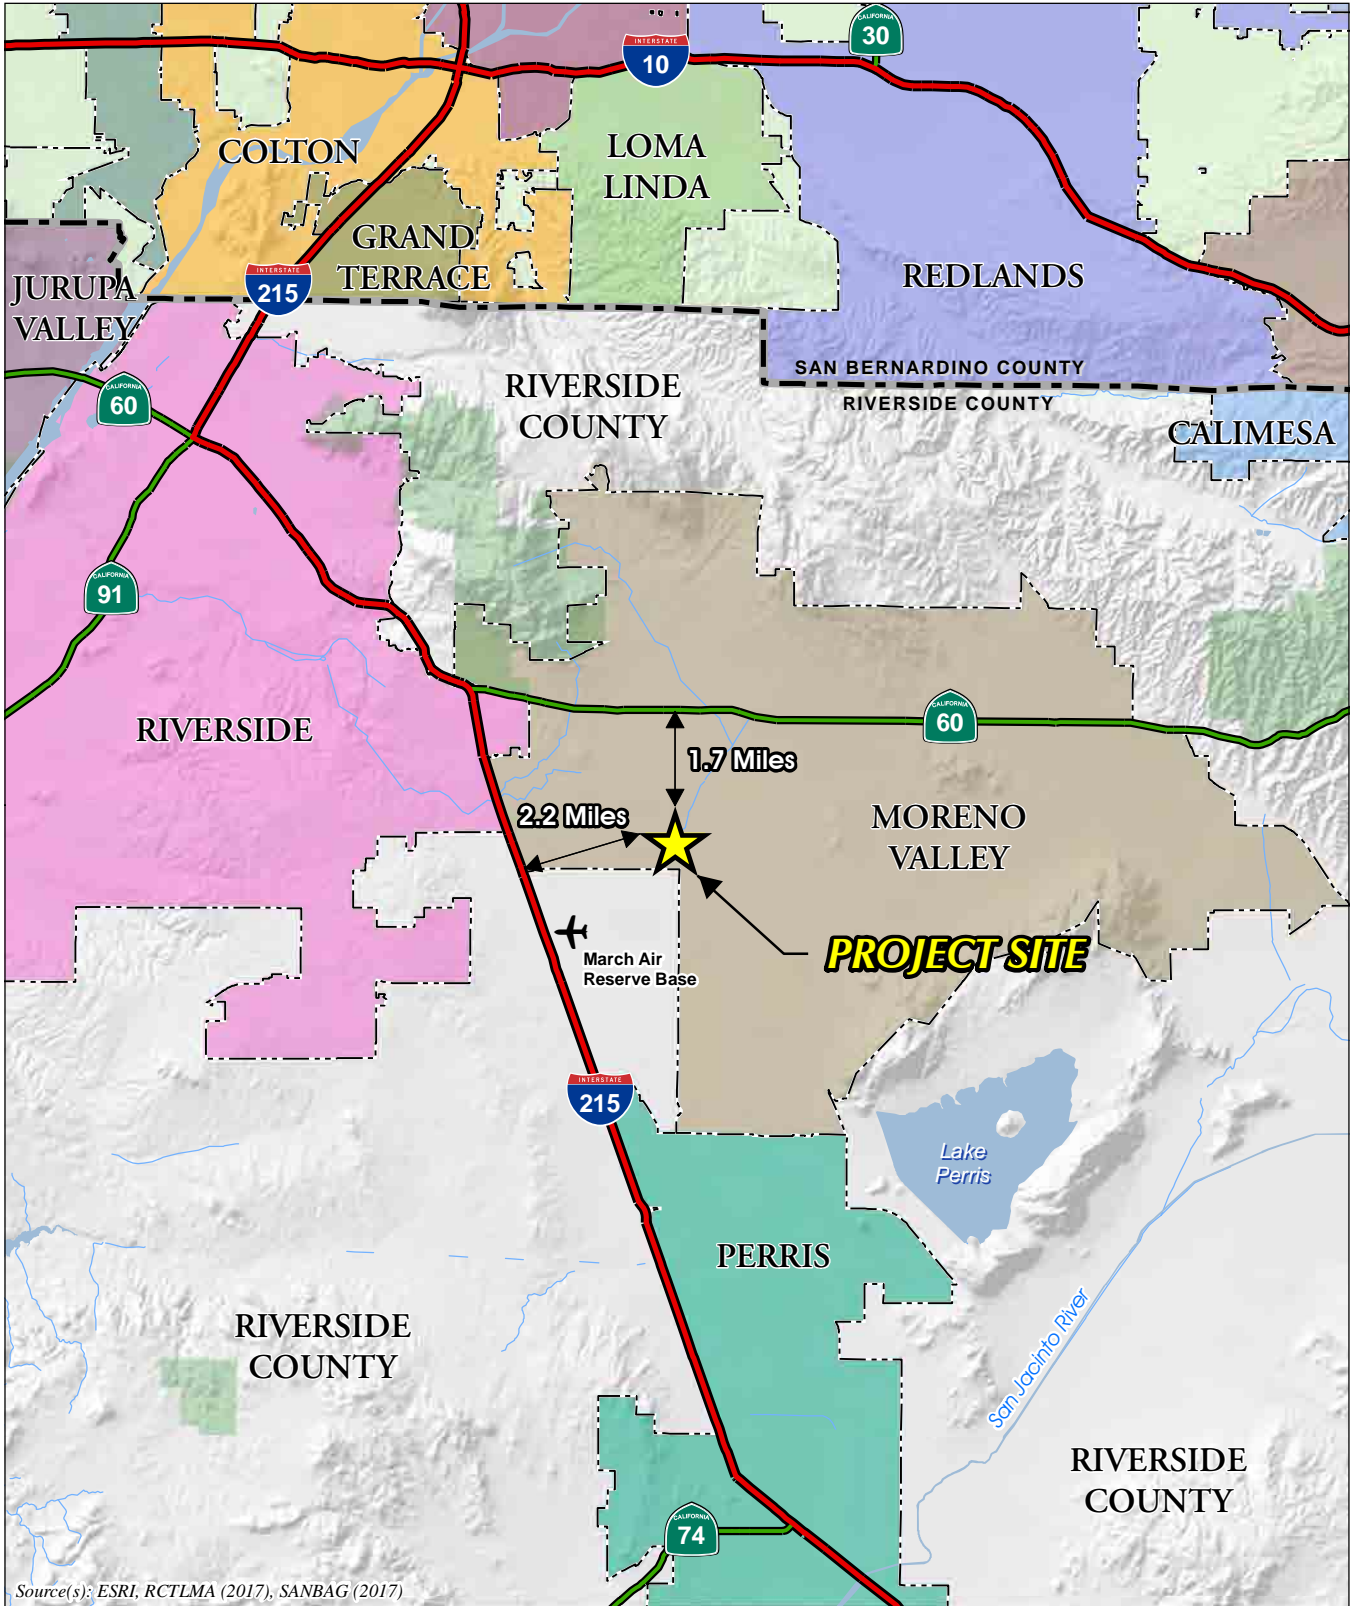 CALIFORNIA
30
INTERSTATE
10
COLTON
LOMA
LINDA
GRAND
TERRACE
REDLANDS
JURUPA
VALLEY
INTERSTATE
215
SAN BERNARDINO COUNTY
RIVERSIDE COUNTY
RIVERSIDE
COUNTY
CALIFORNIA
60
CALIMESA
CALIFORNIA
91
RIVERSIDE
CALIFORNIA
60
1.7 Miles
2.2 Miles
MORENO
VALLEY
PROJECT SITE
March Air
Reserve Base
INTERSTATE
215
Lake
Perris
PERRIS
RIVERSIDE
COUNTY
San Jacinto River
RIVERSIDE
COUNTY
CALIFORNIA
74
Source(s): ESRI, RCTLMA (2017), SANBAG (2017)